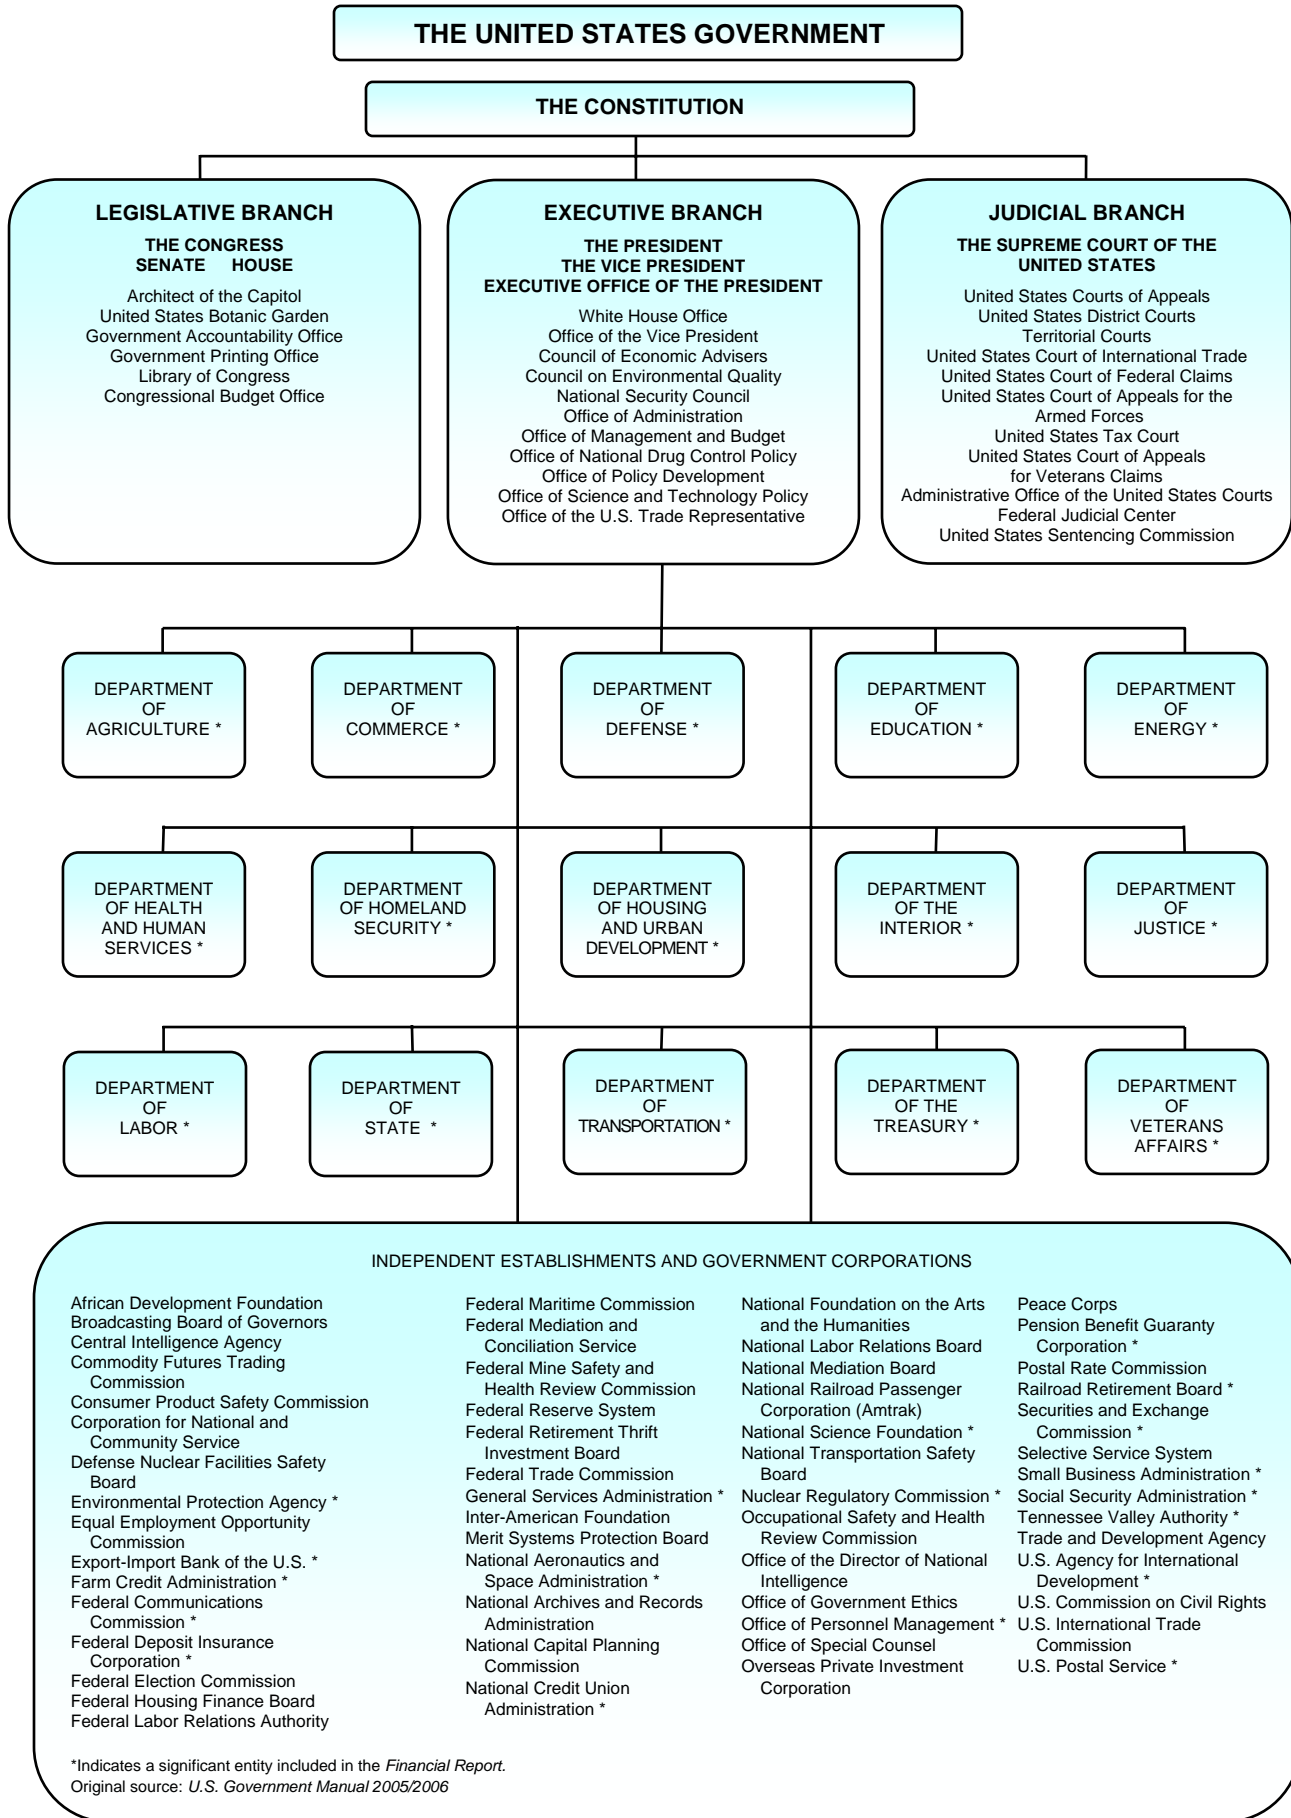 THE UNITED STATES GOVERNMENT
THE CONSTITUTION
LEGISLATIVE BRANCH
THE CONGRESS
SENATE HOUSE
Architect of the Capitol
United States Botanic Garden
Government Accountability Office
Government Printing Office
Library of Congress
Congressional Budget Office
EXECUTIVE BRANCH
THE PRESIDENT
THE VICE PRESIDENT
EXECUTIVE OFFICE OF THE PRESIDENT
White House Office
Office of the Vice President
Council of Economic Advisers
Council on Environmental Quality
National Security Council
Office of Administration
Office of Management and Budget
Office of National Drug Control Policy
Office of Policy Development
Office of Science and Technology Policy
Office of the U.S. Trade Representative
JUDICIAL BRANCH
THE SUPREME COURT OF THE
UNITED STATES
United States Courts of Appeals
United States District Courts
Territorial Courts
United States Court of International Trade
United States Court of Federal Claims
United States Court of Appeals for the
Armed Forces
United States Tax Court
United States Court of Appeals
for Veterans Claims
Administrative Office of the United States Courts
Federal Judicial Center
United States Sentencing Commission
DEPARTMENT
OF
AGRICULTURE *
DEPARTMENT
OF
COMMERCE *
DEPARTMENT
OF
DEFENSE *
DEPARTMENT
OF
EDUCATION *
DEPARTMENT
OF
ENERGY *
DEPARTMENT
OF HEALTH
AND HUMAN
SERVICES *
DEPARTMENT
OF HOMELAND
SECURITY *
DEPARTMENT
OF HOUSING
AND URBAN
DEVELOPMENT *
DEPARTMENT
OF THE
INTERIOR *
DEPARTMENT
OF
JUSTICE *
DEPARTMENT
OF
LABOR *
DEPARTMENT
OF
STATE *
DEPARTMENT
OF
TRANSPORTATION *
DEPARTMENT
OF THE
TREASURY *
DEPARTMENT
OF
VETERANS
AFFAIRS *
INDEPENDENT ESTABLISHMENTS AND GOVERNMENT CORPORATIONS
African Development Foundation
Broadcasting Board of Governors
Central Intelligence Agency
Commodity Futures Trading
Commission
Consumer Product Safety Commission
Corporation for National and
Community Service
Defense Nuclear Facilities Safety
Board
Environmental Protection Agency *
Equal Employment Opportunity
Commission
Export-Import Bank of the U.S. *
Farm Credit Administration *
Federal Communications
Commission *
Federal Deposit Insurance
Corporation *
Federal Election Commission
Federal Housing Finance Board
Federal Labor Relations Authority
Federal Maritime Commission
Federal Mediation and
Conciliation Service
Federal Mine Safety and
Health Review Commission
Federal Reserve System
Federal Retirement Thrift
Investment Board
Federal Trade Commission
General Services Administration *
Inter-American Foundation
Merit Systems Protection Board
National Aeronautics and
Space Administration *
National Archives and Records
Administration
National Capital Planning
Commission
National Credit Union
Administration *
National Foundation on the Arts
and the Humanities
National Labor Relations Board
National Mediation Board
National Railroad Passenger
Corporation (Amtrak)
National Science Foundation *
National Transportation Safety
Board
Nuclear Regulatory Commission *
Occupational Safety and Health
Review Commission
Office of the Director of National
Intelligence
Office of Government Ethics
Office of Personnel Management *
Office of Special Counsel
Overseas Private Investment
Corporation
Peace Corps
Pension Benefit Guaranty
Corporation *
Postal Rate Commission
Railroad Retirement Board *
Securities and Exchange
Commission *
Selective Service System
Small Business Administration *
Social Security Administration *
Tennessee Valley Authority *
Trade and Development Agency
U.S. Agency for International
Development *
U.S. Commission on Civil Rights
U.S. International Trade
Commission
U.S. Postal Service *
*Indicates a significant entity included in the Financial Report.
Original source: U.S. Government Manual 2005/2006